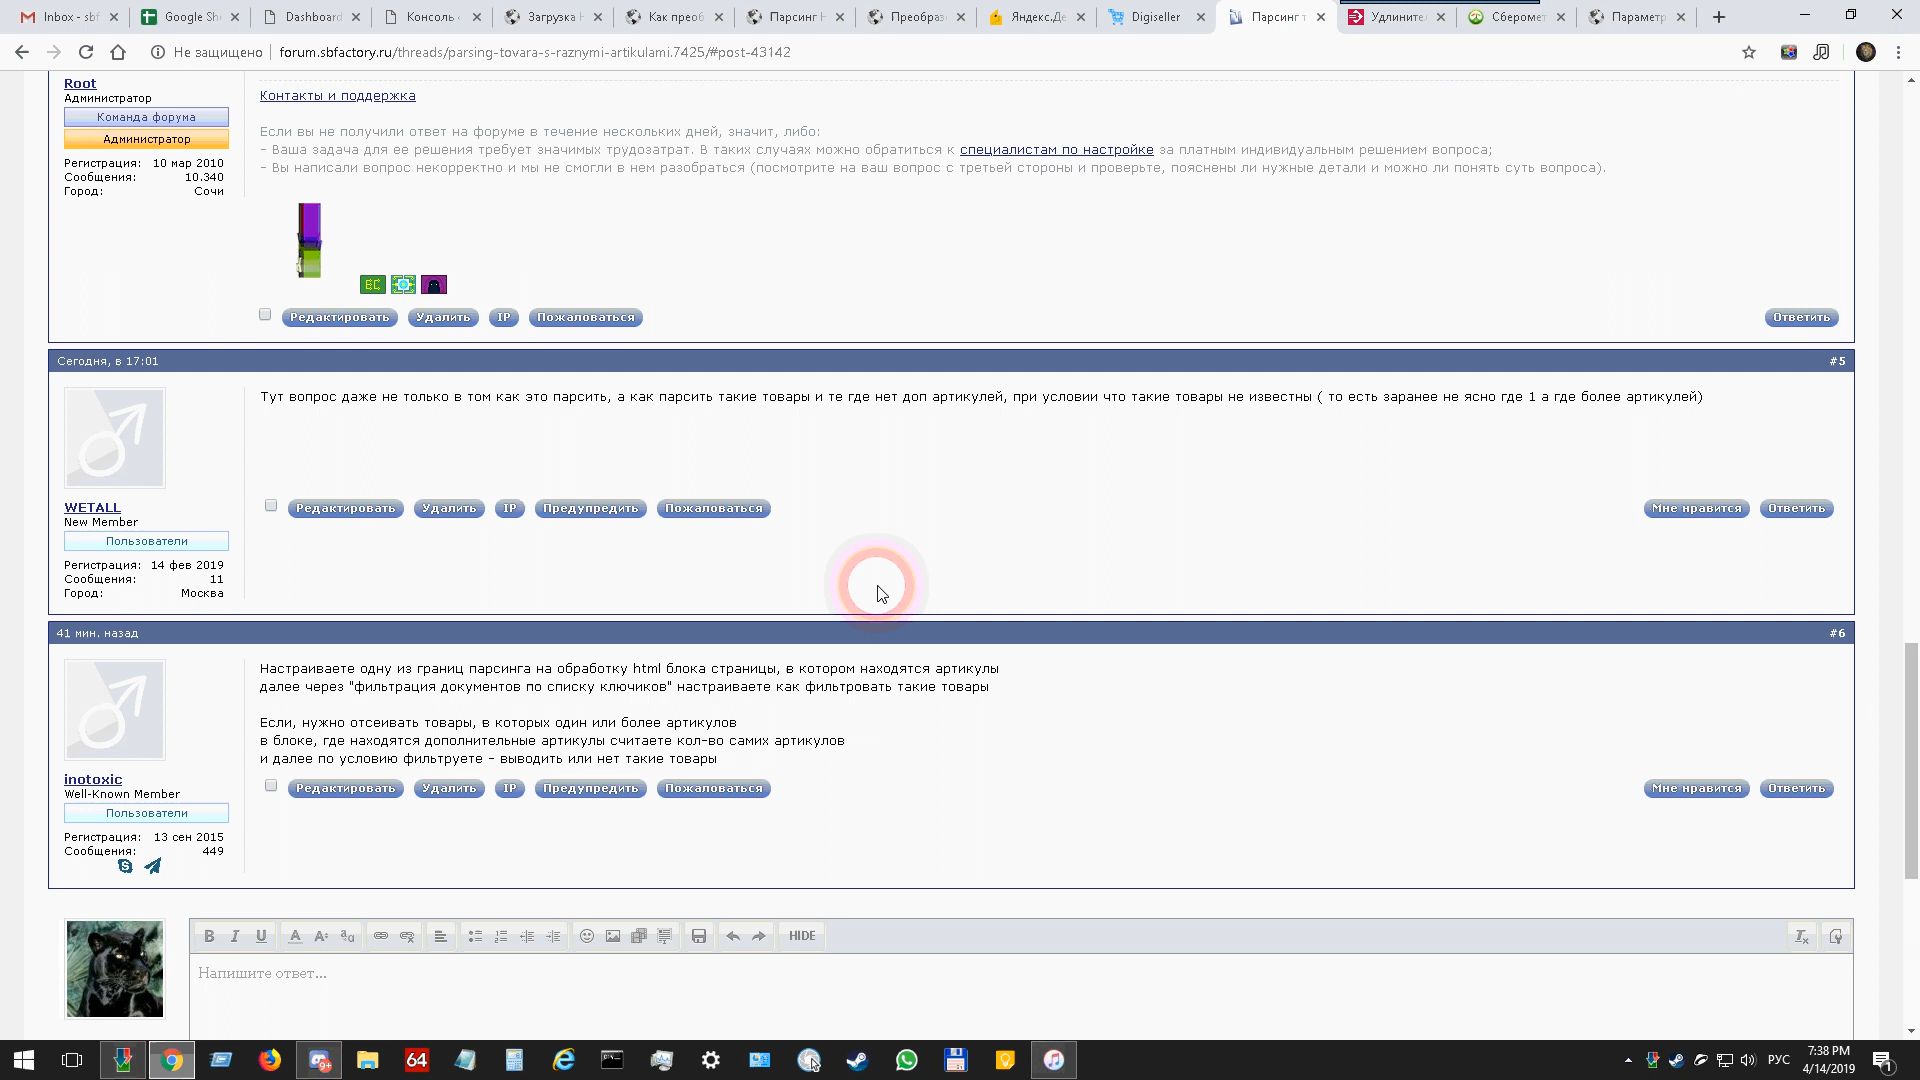 Inbox - sbf
Google She
Dashboard
Консоль
Загрузка Н
Как преоб
Парсинг Н
Преобраз
Яндекс.Де
Digiseller
Парсинг т
Удлинител
Сберомет
Параметр
Не защищено
forum.sbfactory.ru/threads/parsing-tovara-s-raznymi-artikulami.7425/#post-43142
Root
Администратор
Команда форума
Администратор
Регистрация: 10 мар 2010
Сообщения: 10.340
Город: Сочи
Контакты и поддержка
Если вы не получили ответ на форуме в течение нескольких дней, значит, либо:
- Ваша задача для ее решения требует значимых трудозатрат. В таких случаях можно обратиться к специалистам по настройке за платным индивидуальным решением вопроса;
- Вы написали вопрос некорректно и мы не смогли в нем разобраться (посмотрите на ваш вопрос с третьей стороны и проверьте, пояснены ли нужные детали и можно ли понять суть вопроса).
Редактировать Удалить IP Пожаловаться Ответить
Сегодня, в 17:01 #5
WETALL
New Member
Пользователи
Регистрация: 14 фев 2019
Сообщения: 11
Город: Москва
Тут вопрос даже не только в том как это парсить, а как парсить такие товары и те где нет доп артикулей, при условии что такие товары не известны ( то есть заранее не ясно где 1 а где более артикулей)
Редактировать Удалить IP Предупредить Пожаловаться Мне нравится Ответить
41 мин. назад #6
inotoxic
Well-Known Member
Пользователи
Регистрация: 13 сен 2015
Сообщения: 449
Настраиваете одну из границ парсинга на обработку html блока страницы, в котором находятся артикулы
далее через "фильтрация документов по списку ключиков" настраиваете как фильтровать такие товары
Если, нужно отсеивать товары, в которых один или более артикулов
в блоке, где находятся дополнительные артикулы считаете кол-во самих артикулов
и далее по условию фильтруете - выводить или нет такие товары
Редактировать Удалить IP Предупредить Пожаловаться Мне нравится Ответить
HIDE
Напишите ответ...
64
РУС
7:38 PM
4/14/2019